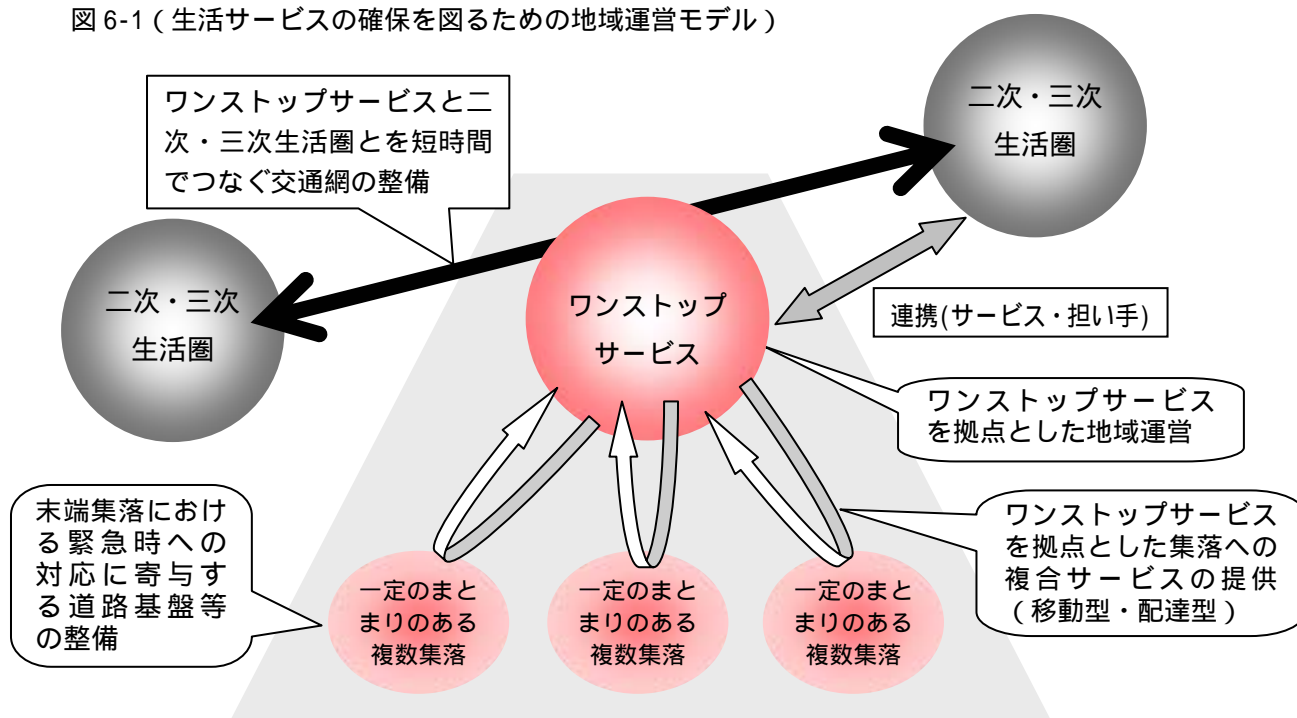 図 6-1（生活サービスの確保を図るための地域運営モデル）
ワンストップサービスと二
次・三次生活圏とを短時間
でつなぐ交通網の整備
二次・三次
生活圏
二次・三次
生活圏
ワンストップ
サービス
連携(サービス・担い手)
ワンストップサービス
を拠点とした地域運営
末端集落におけ
る緊急時への
対応に寄与す
る道路基盤等
の整備
ワンストップサービス
を拠点とした集落への
複合サービスの提供
（移動型・配達型）
一定のまと
まりのある
複数集落
一定のまと
まりのある
複数集落
一定のまと
まりのある
複数集落